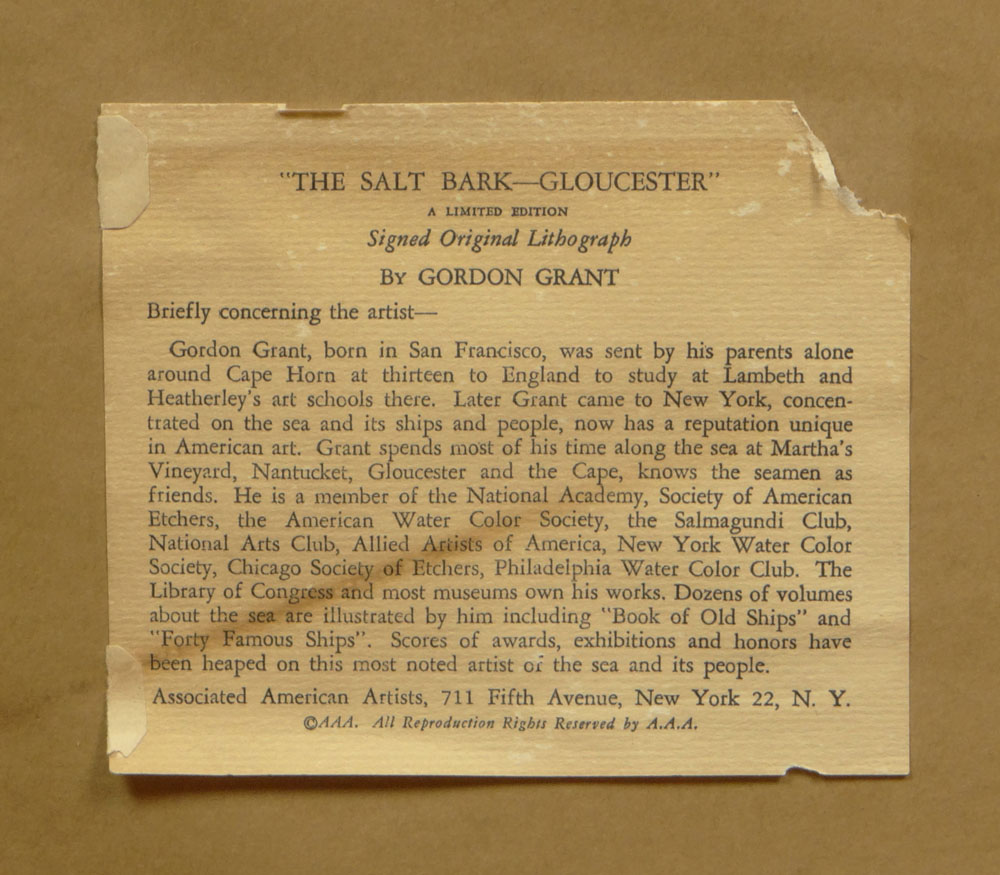 "THE SALT BARK—GLOUCESTER"
A LIMITED EDITION
Signed Original Lithograph
By GORDON GRANT
Briefly concerning the artist—
Gordon Grant, born in San Francisco, was sent by his parents alone
around Cape Horn at thirteen to England to study at Lambeth and
Heatherley's art schools there. Later Grant came to New York, concen-
trated on the sea and its ships and people, now has a reputation unique
in American art. Grant spends most of his time along the sea at Martha's
Vineyard, Nantucket, Gloucester and the Cape, knows the seamen as
friends. He is a member of the National Academy, Society of American
Etchers, the American Water Color Society, the Salmagundi Club,
National Arts Club, Allied Artists of America, New York Water Color
Society, Chicago Society of Etchers, Philadelphia Water Color Club. The
Library of Congress and most museums own his works. Dozens of volumes
about the sea are illustrated by him including "Book of Old Ships" and
"Forty Famous Ships". Scores of awards, exhibitions and honors have
been heaped on this most noted artist of the sea and its people.
Associated American Artists, 711 Fifth Avenue, New York 22, N. Y.
©AAA. All Reproduction Rights Reserved by A.A.A.